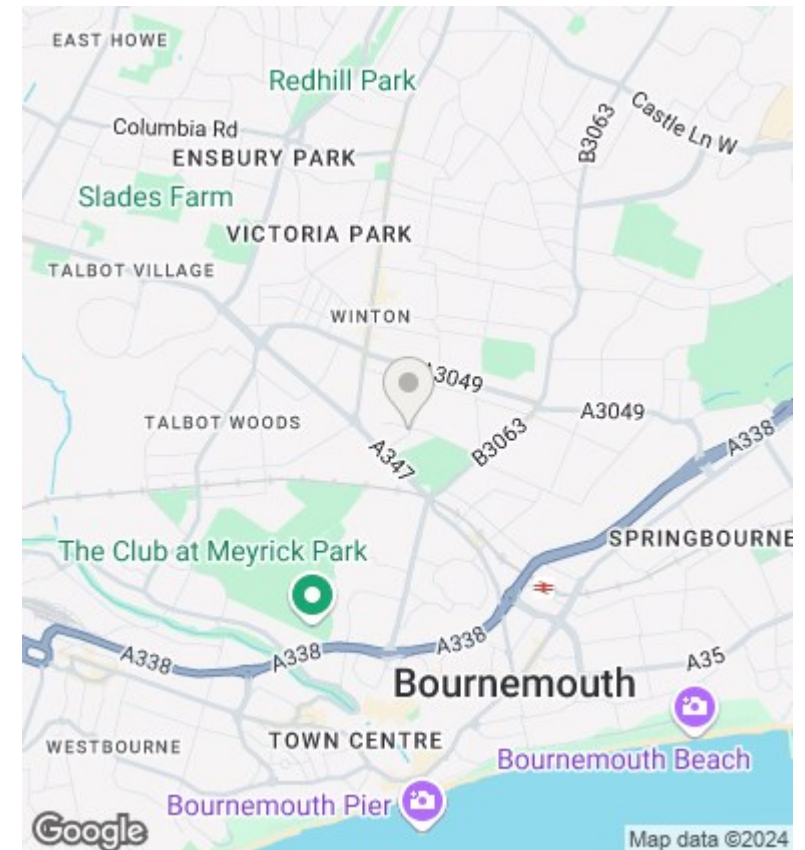 EAST HOWE
Redhill Park
Columbia Rd
Castle Ln W
B3063
ENSBURY PARK
Slades Farm
VICTORIA PARK
TALBOT VILLAGE
WINTON
A3049
A3049
TALBOT WOODS
A347
B3063
A338
SPRINGBOURNE
The Club at Meyrick Park
A338
A338
A338
A35
Bournemouth
WESTBOURNE
TOWN CENTRE
Bournemouth Beach
Bournemouth Pier
Google
Map data ©2024